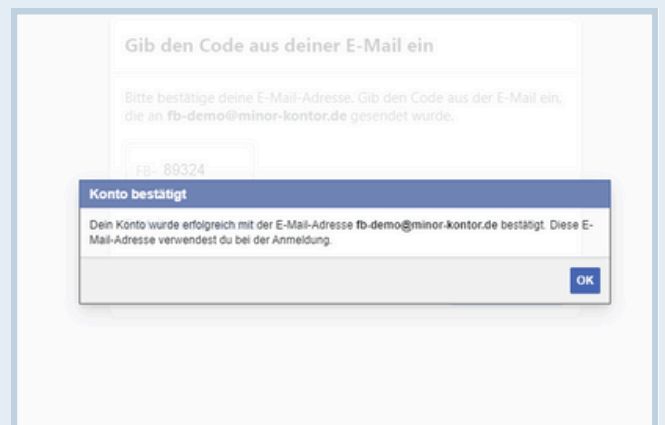 Gib den Code aus deiner E-Mail ein
Bitte bestätige deine E-Mail-Adresse. Gib den Code aus der E-Mail ein,
die an fb-demo@minor-kontor.de gesendet wurde.
FB- 89324
Konto bestätigt
Dein Konto wurde erfolgreich mit der E-Mail-Adresse fb-demo@minor-kontor.de bestätigt. Diese E-
Mail-Adresse verwendest du bei der Anmeldung.
OK